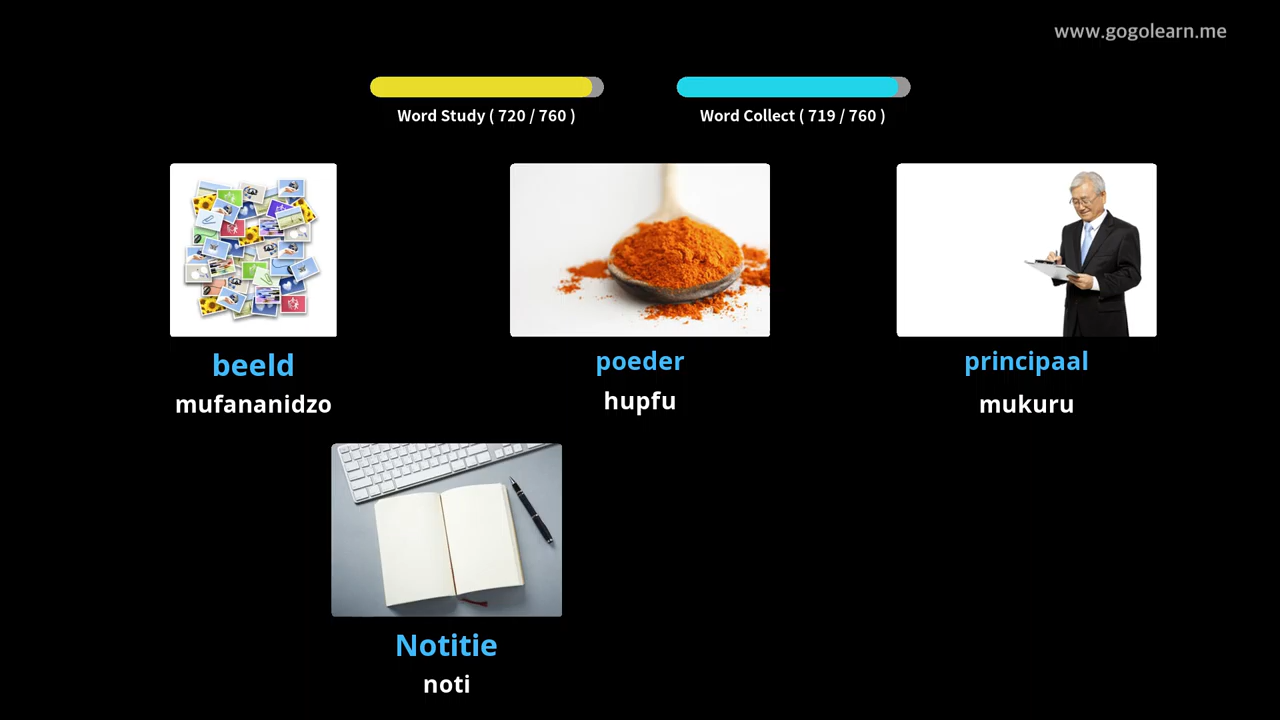 www.gogolearn.me
Word Study ( 720 / 760 )
Word Collect ( 719 / 760 )
beeld
mufananidzo
poeder
hupfu
principaal
mukuru
Notitie
noti